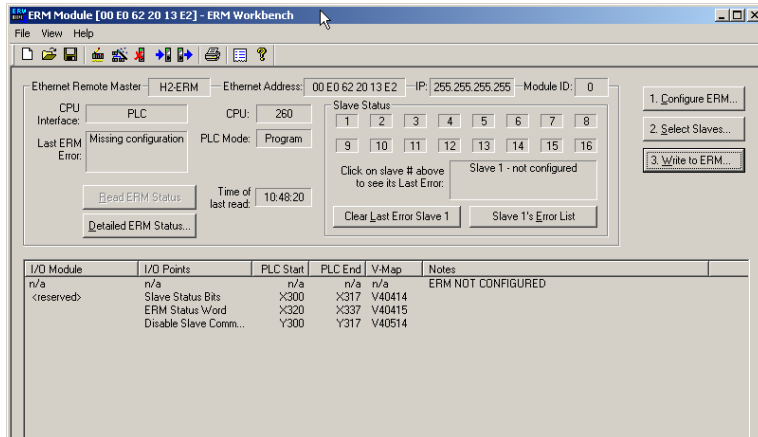 ERM Module [00 E0 62 20 13 E2] - ERM Workbench
File View Help
Ethernet Remote Master H2-ERM Ethernet Address: 00 E0 62 20 13 E2 IP: 255.255.255.255 Module ID: 0
CPU Interface: PLC CPU: 260
Last ERM Error: Missing configuration PLC Mode: Program
Read ERM Status Time of last read: 10:48:20
Detailed ERM Status...
Slave Status
1 2 3 4 5 6 7 8
9 10 11 12 13 14 15 16
Click on slave # above to see its Last Error: Slave 1 - not configured
Clear Last Error Slave 1 Slave 1's Error List
1. Configure ERM...
2. Select Slaves...
3. Write to ERM...
I/O Module I/O Points PLC Start PLC End V-Map Notes
n/a n/a n/a n/a n/a ERM NOT CONFIGURED
<reserved> Slave Status Bits X300 X317 V40414
ERM Status Word X320 X337 V40415
Disable Slave Comm... Y300 Y317 V40514